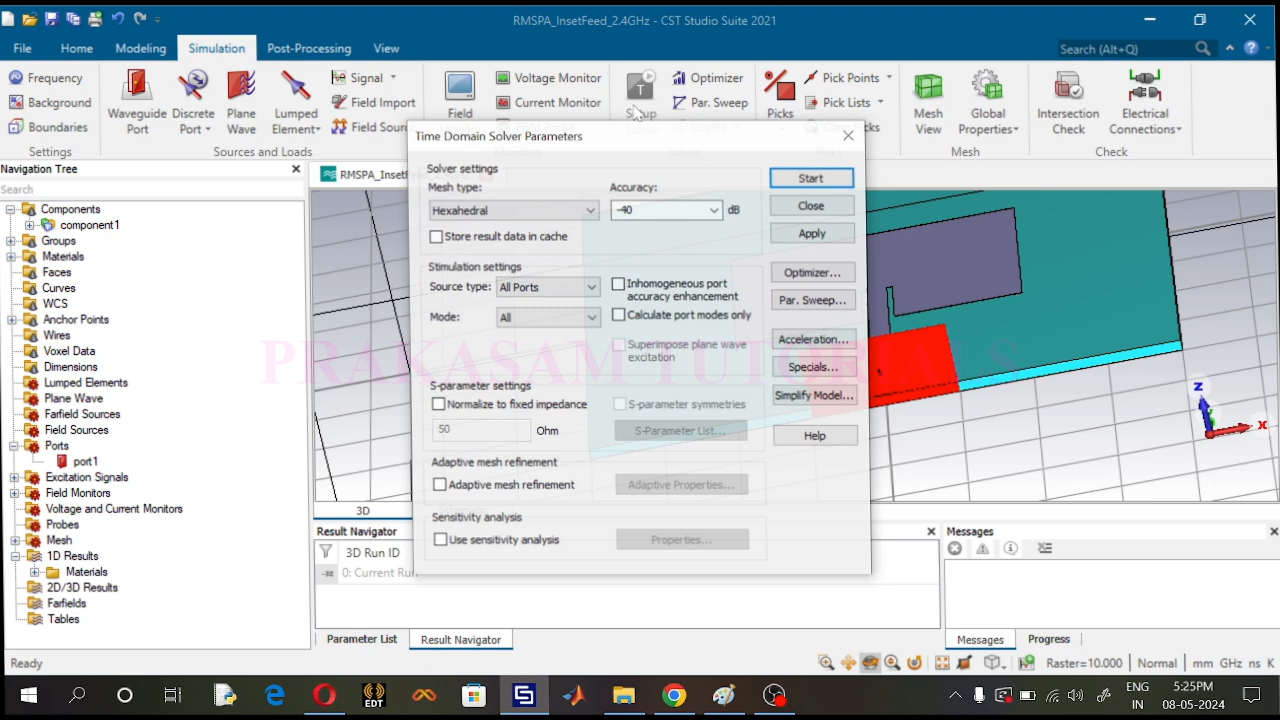 RMSPA_InsetFeed_2.4GHz - CST Studio Suite 2021
File Home Modeling Simulation Post-Processing View Search (Alt+Q)
Frequency
Background
Boundaries
Settings
Waveguide Port
Discrete Port
Plane Wave
Lumped Element
Signal
Field Import
Field Sour
Sources and Loads
Field
Voltage Monitor
Current Monitor
Setup
Optimizer
Par. Sweep
Picks
Pick Points
Pick Lists
Mesh View
Global Properties
Mesh
Intersection Check
Electrical Connections
Check
Navigation Tree
Search
Components
component1
Groups
Materials
Faces
Curves
WCS
Anchor Points
Wires
Voxel Data
Dimensions
Lumped Elements
Plane Wave
Farfield Sources
Field Sources
Ports
port1
Excitation Signals
Field Monitors
Voltage and Current Monitors
Probes
Mesh
1D Results
Materials
2D/3D Results
Farfields
Tables
RMSPA_InsetFe
Time Domain Solver Parameters
Solver settings
Mesh type: Accuracy:
Hexahedral -40 dB
Store result data in cache
Stimulation settings
Source type: All Ports
Inhomogeneous port accuracy enhancement
Mode: All
Calculate port modes only
Superimpose plane wave excitation
S-parameter settings
Normalize to fixed impedance
S-parameter symmetries
50 Ohm
S-Parameter List...
Adaptive mesh refinement
Adaptive mesh refinement Adaptive Properties...
Sensitivity analysis
Use sensitivity analysis Properties...
Start
Close
Apply
Optimizer...
Par. Sweep...
Acceleration...
Specials...
Simplify Model...
Help
PRAKASAM TUTORIALS
z
x
3D
Result Navigator
3D Run ID
0: Current Run
Parameter List Result Navigator
Messages
Messages Progress
Ready
Raster=10.000 Normal mm GHz ns K
EDT
ENG
IN
5:25PM
08-05-2024